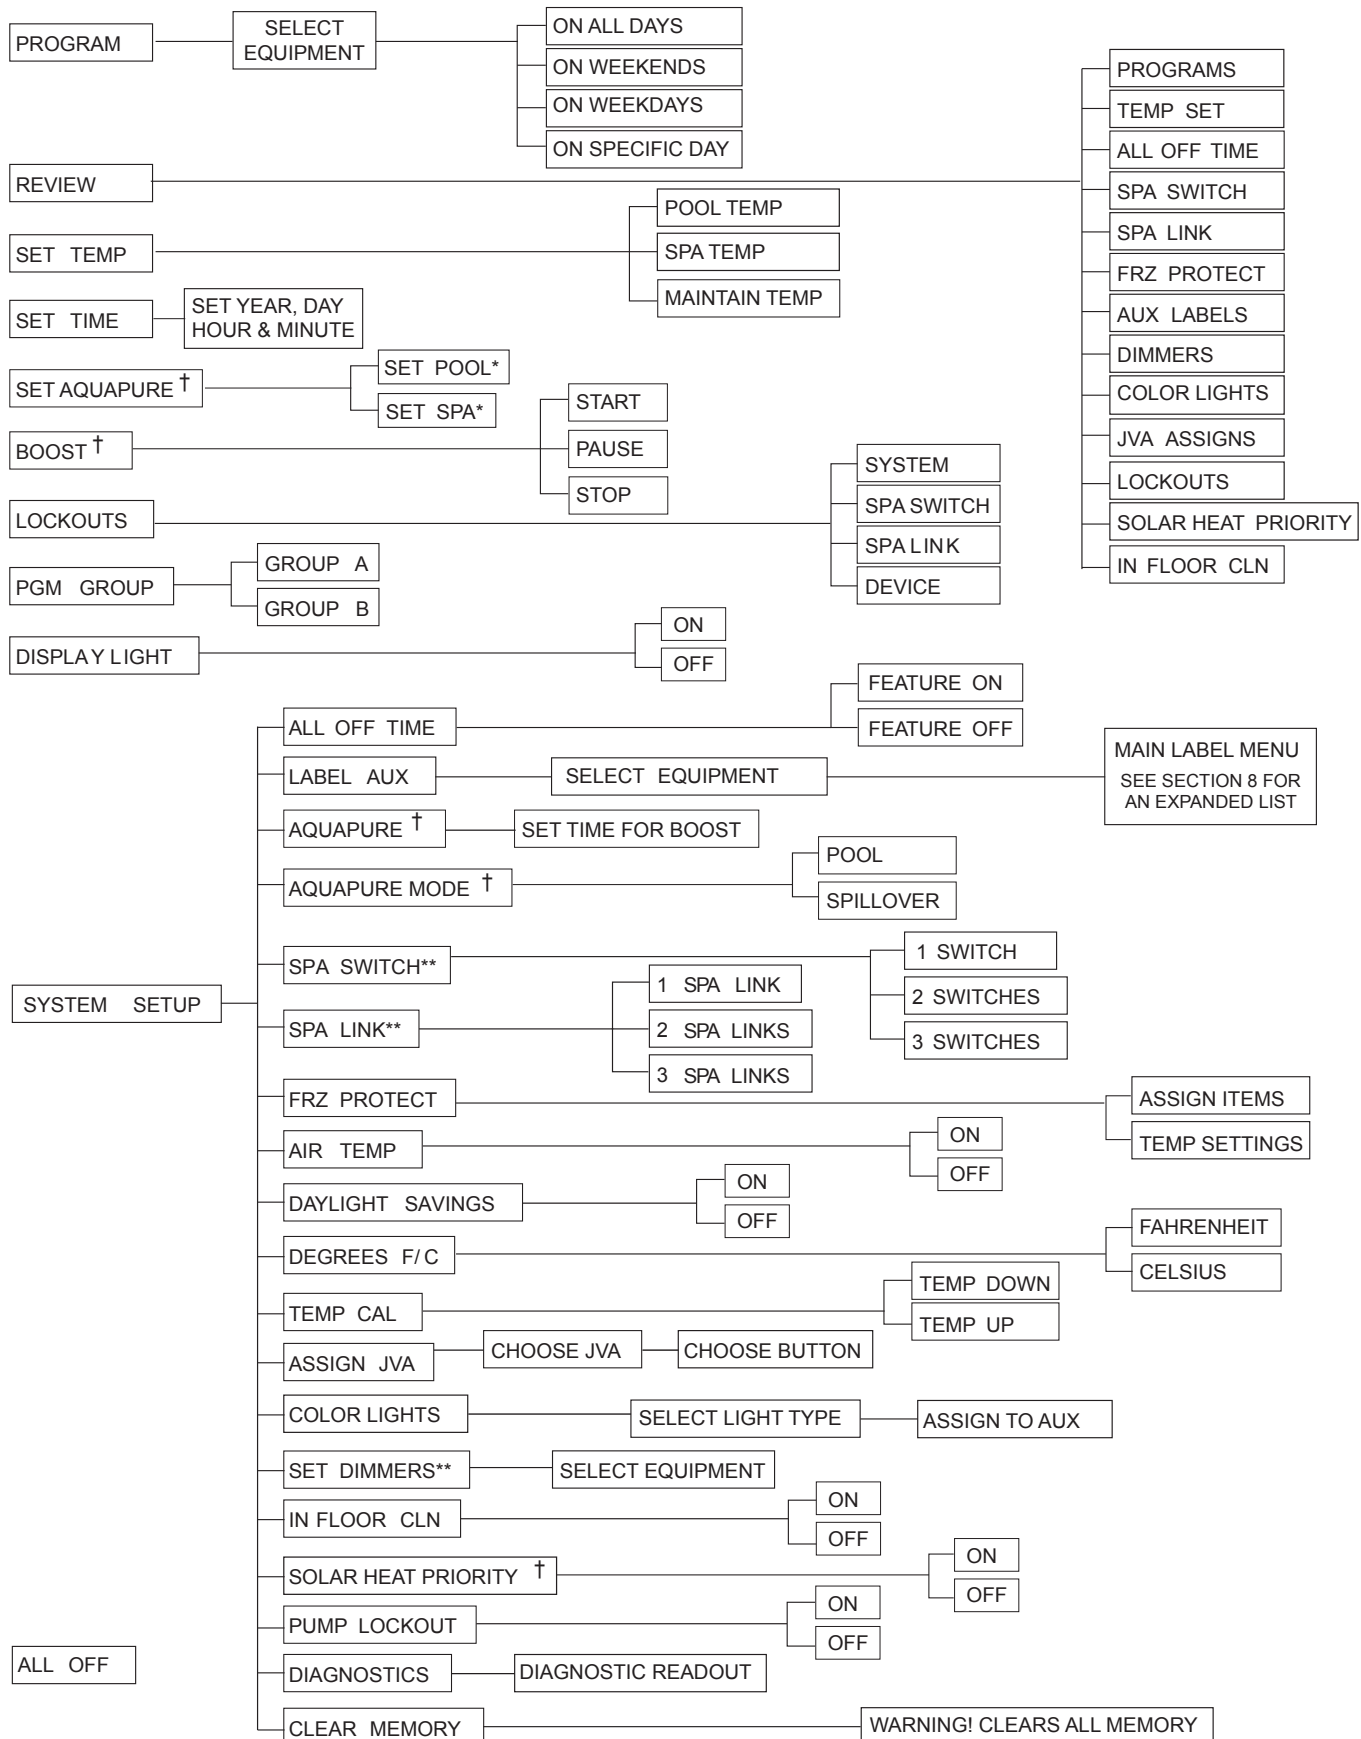 PROGRAM
SELECT
EQUIPMENT
ON ALL DAYS
ON WEEKENDS
ON WEEKDAYS
ON SPECIFIC DAY
REVIEW
PROGRAMS
TEMP SET
ALL OFF TIME
SPA SWITCH
SPA LINK
FRZ PROTECT
AUX LABELS
DIMMERS
COLOR LIGHTS
JVA ASSIGNS
LOCKOUTS
SOLAR HEAT PRIORITY
IN FLOOR CLN
SET TEMP
POOL TEMP
SPA TEMP
MAINTAIN TEMP
SET TIME
SET YEAR, DAY
HOUR & MINUTE
SET AQUAPURE †
SET POOL*
SET SPA*
BOOST †
START
PAUSE
STOP
LOCKOUTS
SYSTEM
SPA SWITCH
SPA LINK
DEVICE
PGM GROUP
GROUP A
GROUP B
DISPLAY LIGHT
ON
OFF
SYSTEM SETUP
ALL OFF TIME
FEATURE ON
FEATURE OFF
LABEL AUX
SELECT EQUIPMENT
MAIN LABEL MENU
SEE SECTION 8 FOR
AN EXPANDED LIST
AQUAPURE †
SET TIME FOR BOOST
AQUAPURE MODE †
POOL
SPILLOVER
SPA SWITCH**
1 SWITCH
2 SWITCHES
3 SWITCHES
SPA LINK**
1 SPA LINK
2 SPA LINKS
3 SPA LINKS
FRZ PROTECT
ASSIGN ITEMS
TEMP SETTINGS
AIR TEMP
ON
OFF
DAYLIGHT SAVINGS
ON
OFF
DEGREES F/C
FAHRENHEIT
CELSIUS
TEMP CAL
TEMP DOWN
TEMP UP
ASSIGN JVA
CHOOSE JVA
CHOOSE BUTTON
COLOR LIGHTS
SELECT LIGHT TYPE
ASSIGN TO AUX
SET DIMMERS**
SELECT EQUIPMENT
IN FLOOR CLN
ON
OFF
SOLAR HEAT PRIORITY †
ON
OFF
PUMP LOCKOUT
ON
OFF
DIAGNOSTICS
DIAGNOSTIC READOUT
CLEAR MEMORY
WARNING! CLEARS ALL MEMORY
ALL OFF